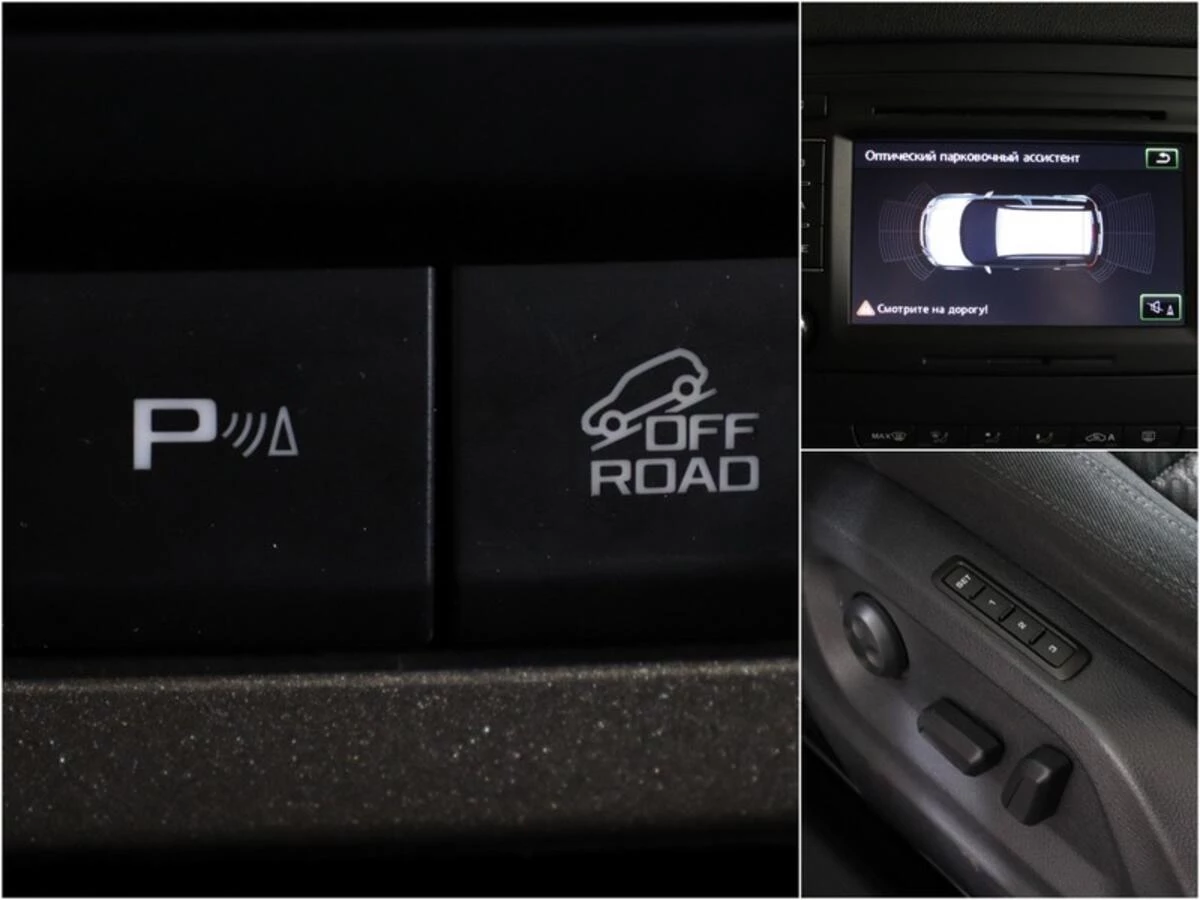 P
OFF
ROAD
Оптический парковочный ассистент
Смотрите на дорогу!
MAX
A
SET
1
2
3